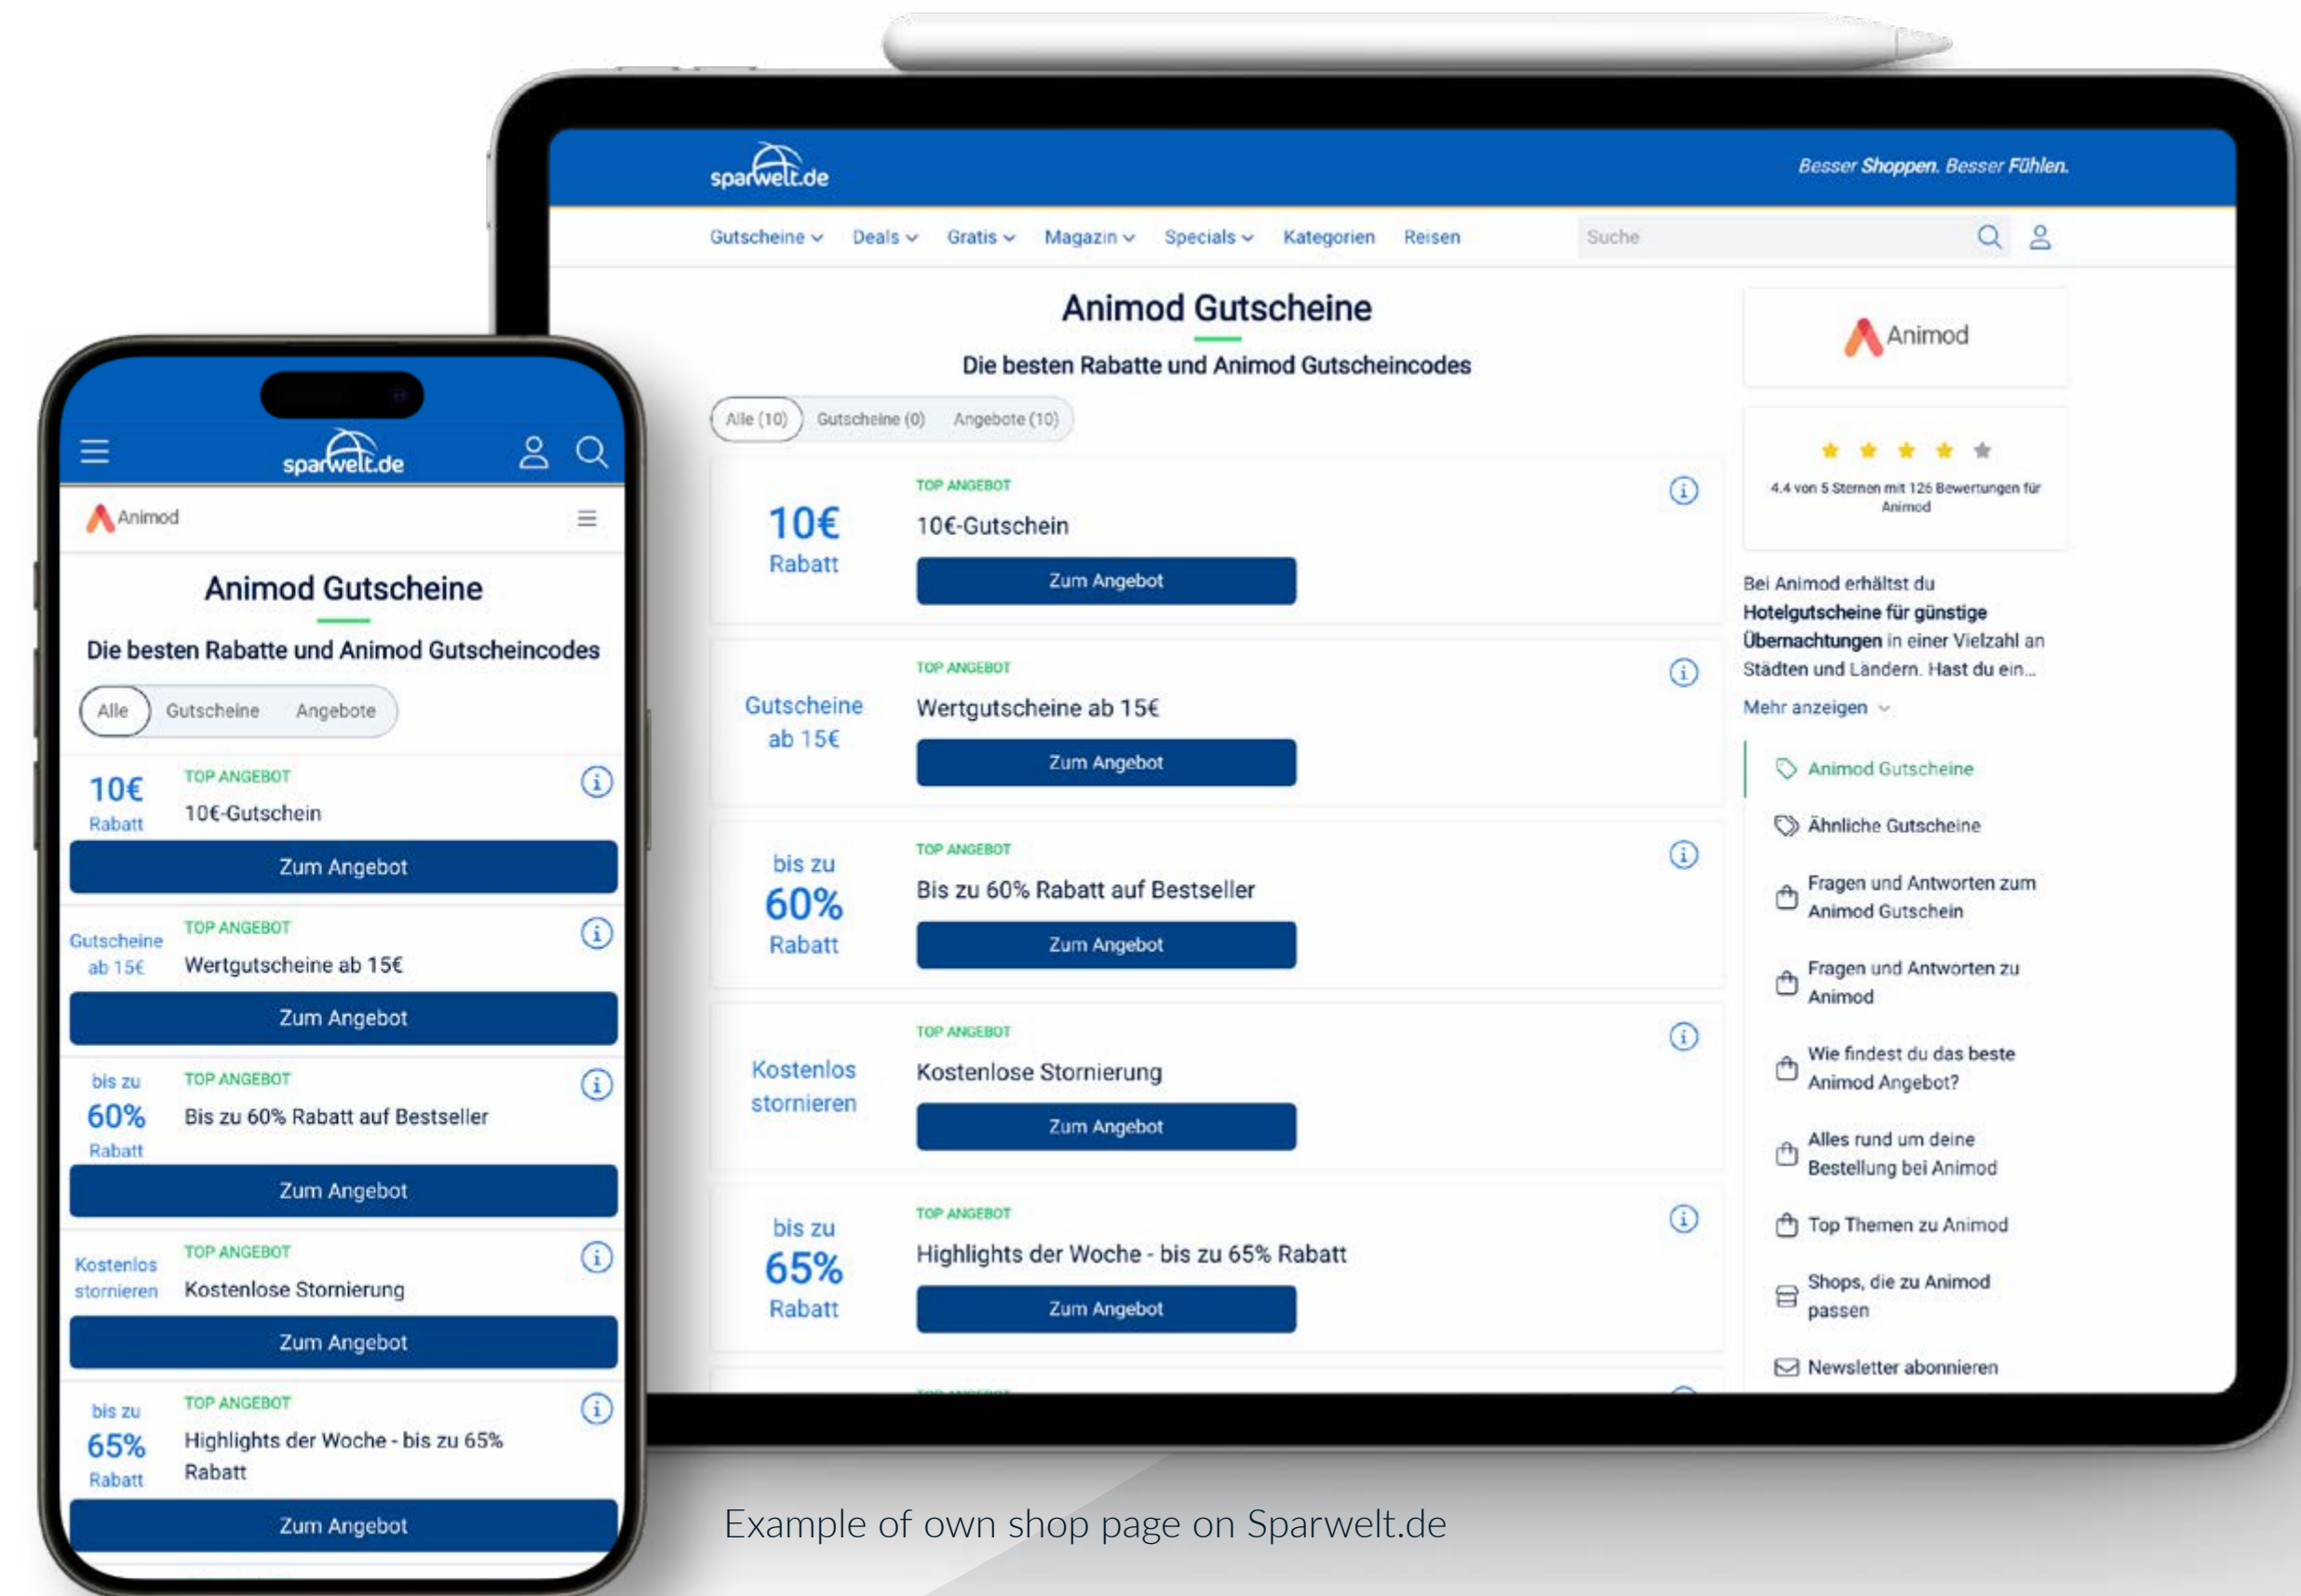 sparwelt.de
Besser Shoppen. Besser Fühlen.
Gutscheine Deals Gratis Magazin Specials Kategorien Reisen Suche
Animod Gutscheine
Die besten Rabatte und Animod Gutscheincodes
Alle (10) Gutscheine (0) Angebote (10)
10€
Rabatt
TOP ANGEBOT
10€-Gutschein
Zum Angebot
Gutscheine
ab 15€
TOP ANGEBOT
Wertgutscheine ab 15€
Zum Angebot
bis zu
60%
Rabatt
TOP ANGEBOT
Bis zu 60% Rabatt auf Bestseller
Zum Angebot
Kostenlos
stornieren
TOP ANGEBOT
Kostenlose Stornierung
Zum Angebot
bis zu
65%
Rabatt
TOP ANGEBOT
Highlights der Woche - bis zu 65% Rabatt
Zum Angebot
Animod
4.4 von 5 Sternen mit 126 Bewertungen für
Animod
Bei Animod erhältst du
Hotelgutscheine für günstige
Übernachtungen in einer Vielzahl an
Städten und Ländern. Hast du ein...
Mehr anzeigen
Animod Gutscheine
Ähnliche Gutscheine
Fragen und Antworten zum
Animod Gutschein
Fragen und Antworten zu
Animod
Wie findest du das beste
Animod Angebot?
Alles rund um deine
Bestellung bei Animod
Top Themen zu Animod
Shops, die zu Animod
passen
Newsletter abonnieren
sparwelt.de
Animod
Animod Gutscheine
Die besten Rabatte und Animod Gutscheincodes
Alle Gutscheine Angebote
10€
Rabatt
TOP ANGEBOT
10€-Gutschein
Zum Angebot
Gutscheine
ab 15€
TOP ANGEBOT
Wertgutscheine ab 15€
Zum Angebot
bis zu
60%
Rabatt
TOP ANGEBOT
Bis zu 60% Rabatt auf Bestseller
Zum Angebot
Kostenlos
stornieren
TOP ANGEBOT
Kostenlose Stornierung
Zum Angebot
bis zu
65%
Rabatt
TOP ANGEBOT
Highlights der Woche - bis zu 65%
Rabatt
Zum Angebot
Example of own shop page on Sparwelt.de